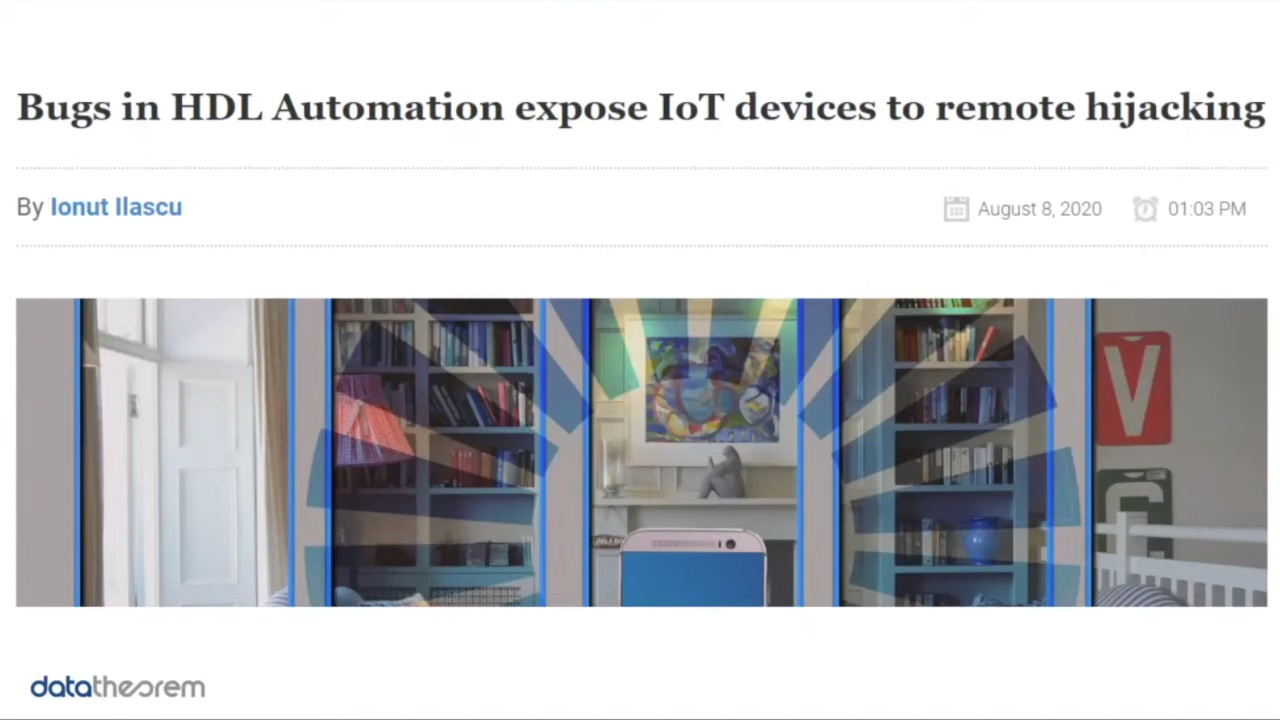 Bugs in HDL Automation expose IoT devices to remote hijacking
By Ionut Ilascu
August 8, 2020
01:03 PM
V
G
datatheorem